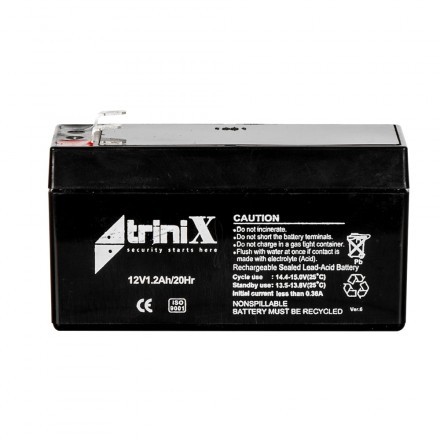 triniX
security starts here
12V1.2Ah/20Hr
CE
ISO
9001
CAUTION
•Do not incinerate.
•Do not short the battery terminals.
•Do not charge in a gas tight container.
•Flush with water at once if contact is
made with electrolyte (Acid).
Rechargeable Sealed Lead-Acid Battery
Cycle use : 14.4-15.0V(25°C)
Standby use : 13.5-13.8V(25°C)
Initial current less than 0.36A
NONSPILLABLE
BATTERY MUST BE RECYCLED
Pb